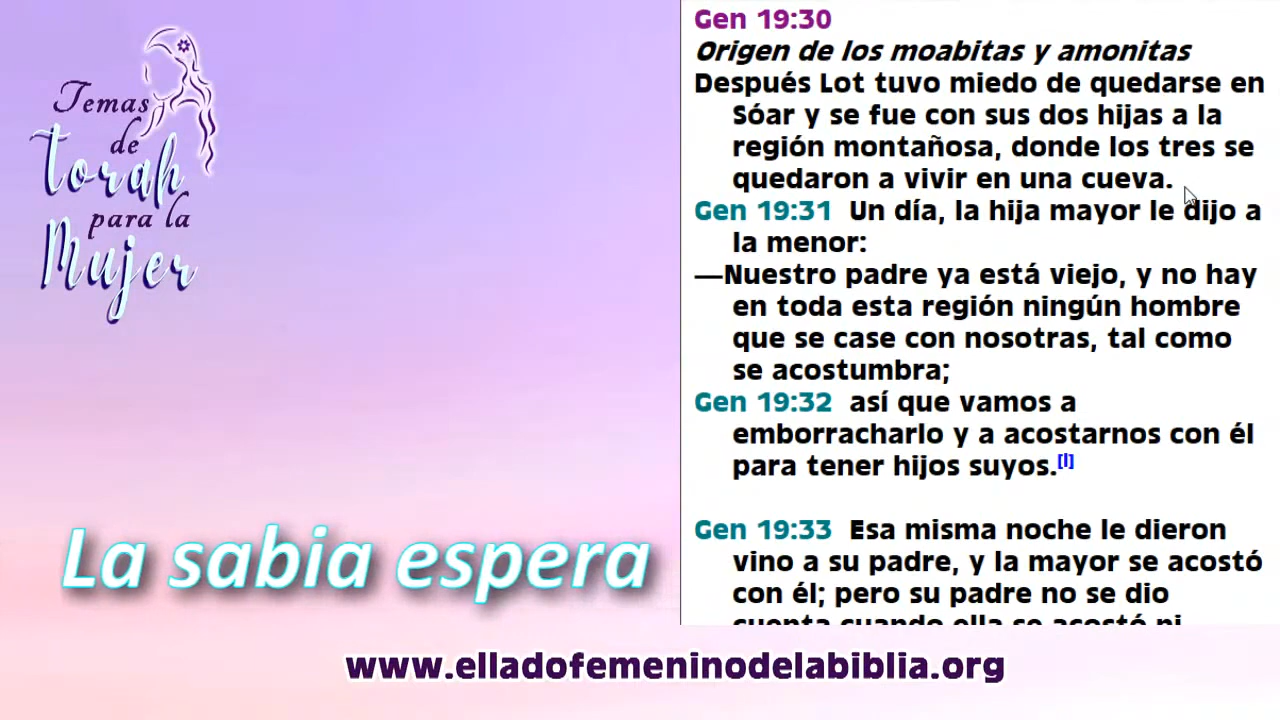 Temas
de
torah
para la
Mujer
La sabia espera
Gen 19:30
Origen de los moabitas y amonitas
Después Lot tuvo miedo de quedarse en
Sóar y se fue con sus dos hijas a la
región montañosa, donde los tres se
quedaron a vivir en una cueva.
Gen 19:31 Un día, la hija mayor le dijo a
la menor:
—Nuestro padre ya está viejo, y no hay
en toda esta región ningún hombre
que se case con nosotras, tal como
se acostumbra;
Gen 19:32 así que vamos a
emborracharlo y a acostarnos con él
para tener hijos suyos.[l]
Gen 19:33 Esa misma noche le dieron
vino a su padre, y la mayor se acostó
con él; pero su padre no se dio
cuenta cuando ella se acostó ni
www.elladofemeninodelabiblia.org